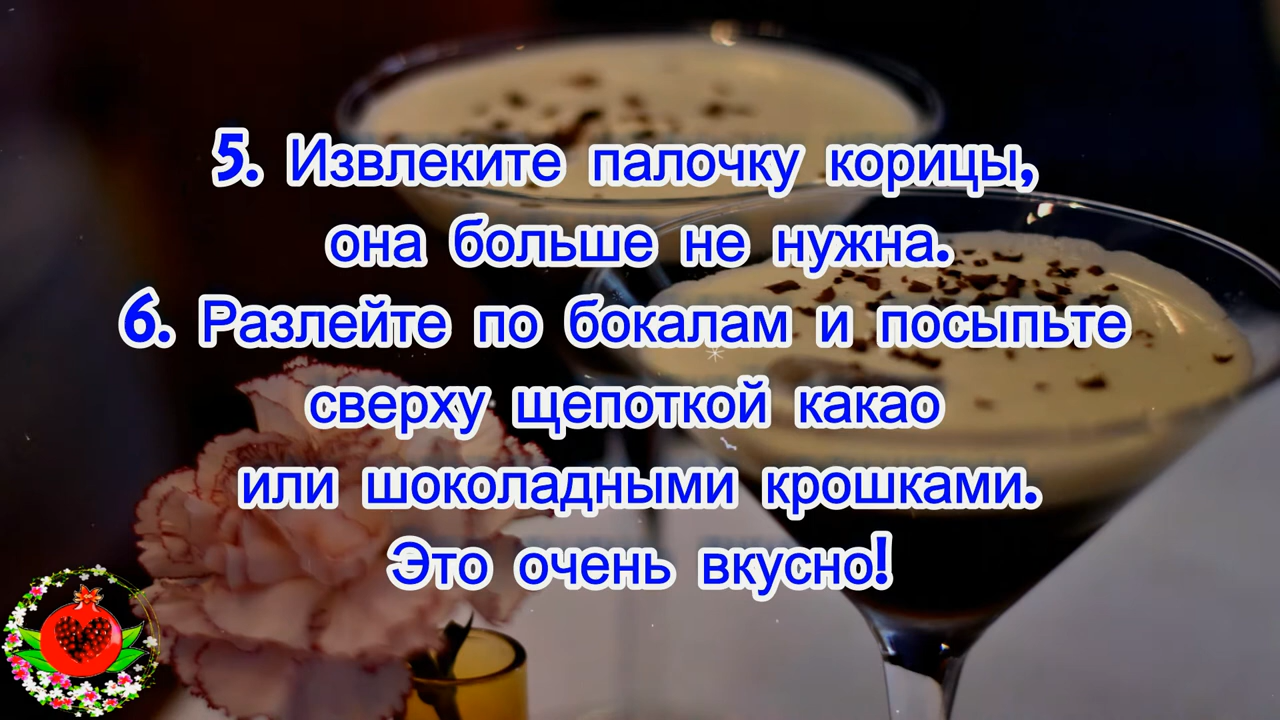 5. Извлеките палочку корицы,
она больше не нужна.
6. Разлейте по бокалам и посыпьте
сверху щепоткой какао
или шоколадными крошками.
Это очень вкусно!